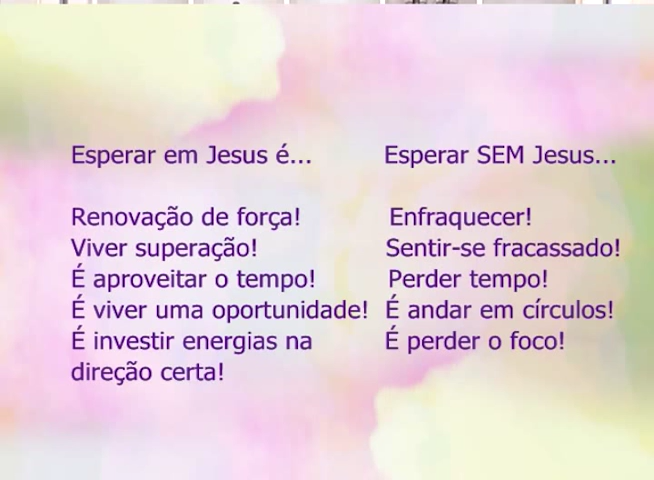 Esperar em Jesus é...
Renovação de força!
Viver superação!
É aproveitar o tempo!
É viver uma oportunidade!
É investir energias na
direção certa!
Esperar SEM Jesus...
Enfraquecer!
Sentir-se fracassado!
Perder tempo!
É andar em círculos!
É perder o foco!